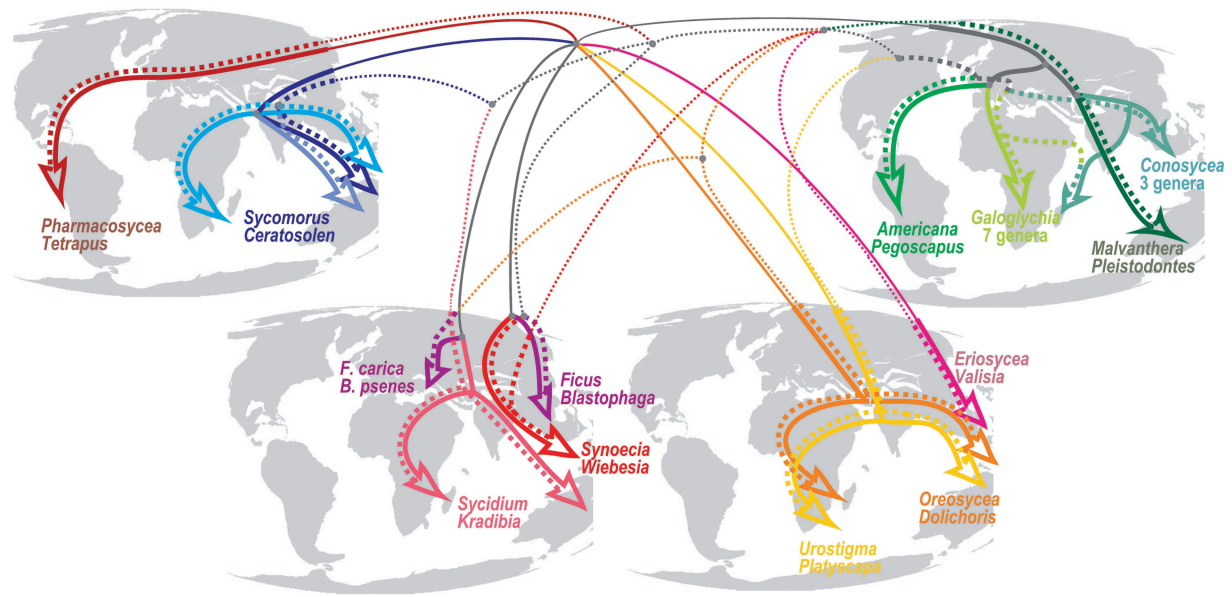 Pharmacosycea
Tetrapus
Sycomorus
Ceratosolen
Americana
Pegoscapus
Galoglychia
7 genera
Conosycea
3 genera
Malvanthera
Pleistodontes
F. carica
B. psenes
Ficus
Blastophaga
Synoecia
Wiebesia
Sycidium
Kradibia
Eriosycea
Valisia
Oreosycea
Dolichoris
Urostigma
Platyscapa